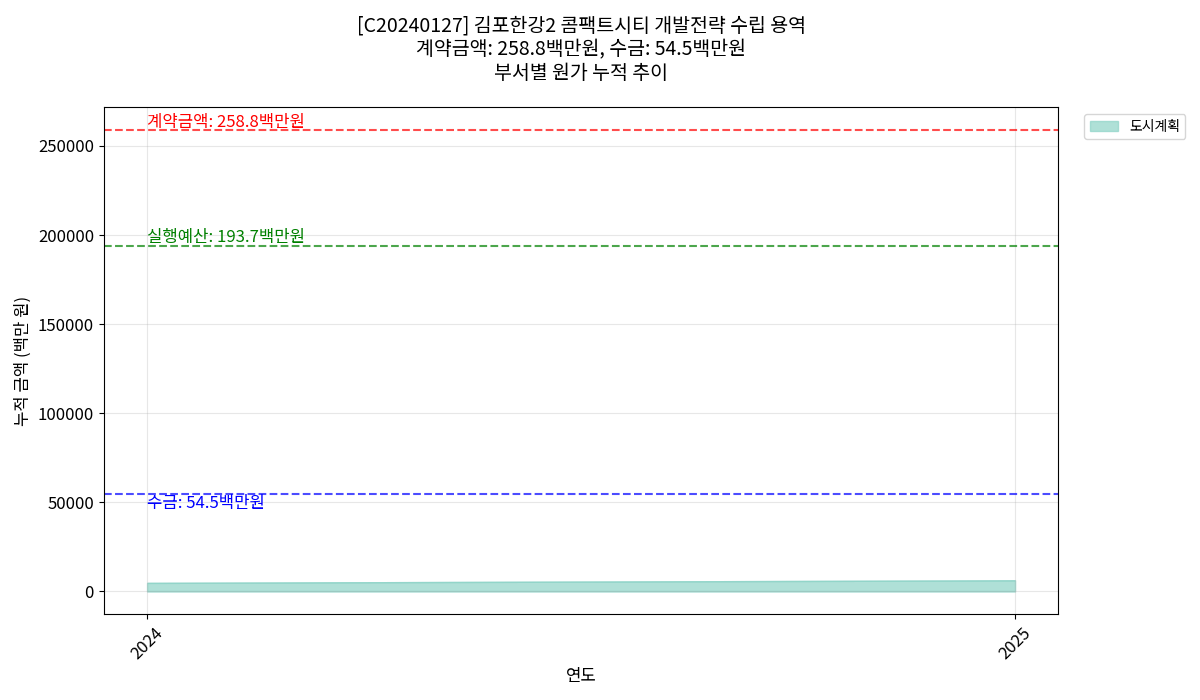 [C20240127] 김포한강2 콤팩트시티 개발전략 수립 용역
계약금액: 258.8백만원, 수금: 54.5백만원
부서별 원가 누적 추이
계약금액: 258.8백만원
도시계획
250000
실행예산: 193.7백만원
200000
150000
누적 금액 (백만 원)
100000
수금: 54.5백만원
50000
0
2024
2025
연도